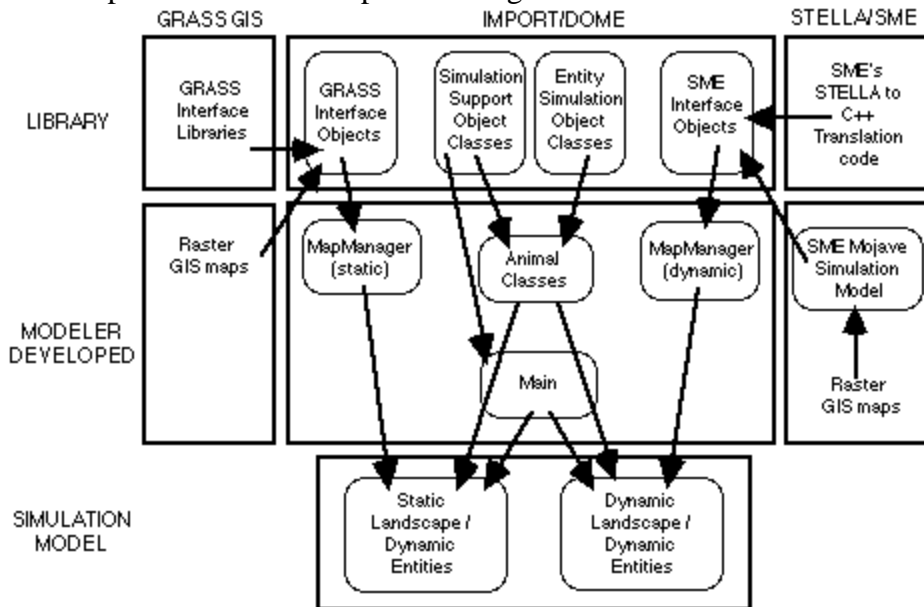 GRASS GIS
IMPORT/DOME
STELLA/SME
LIBRARY
GRASS
Interface
Libraries
GRASS
Interface
Objects
Simulation
Support
Object
Classes
Entity
Simulation
Object
Classes
SME
Interface
Objects
SME's
STELLA to
C++
Translation
code
MODELER
DEVELOPED
Raster
GIS maps
MapManager
(static)
Animal
Classes
MapManager
(dynamic)
SME Mojave
Simulation
Model
Main
Raster
GIS maps
SIMULATION
MODEL
Static
Landscape /
Dynamic
Entities
Dynamic
Landscape /
Dynamic
Entities